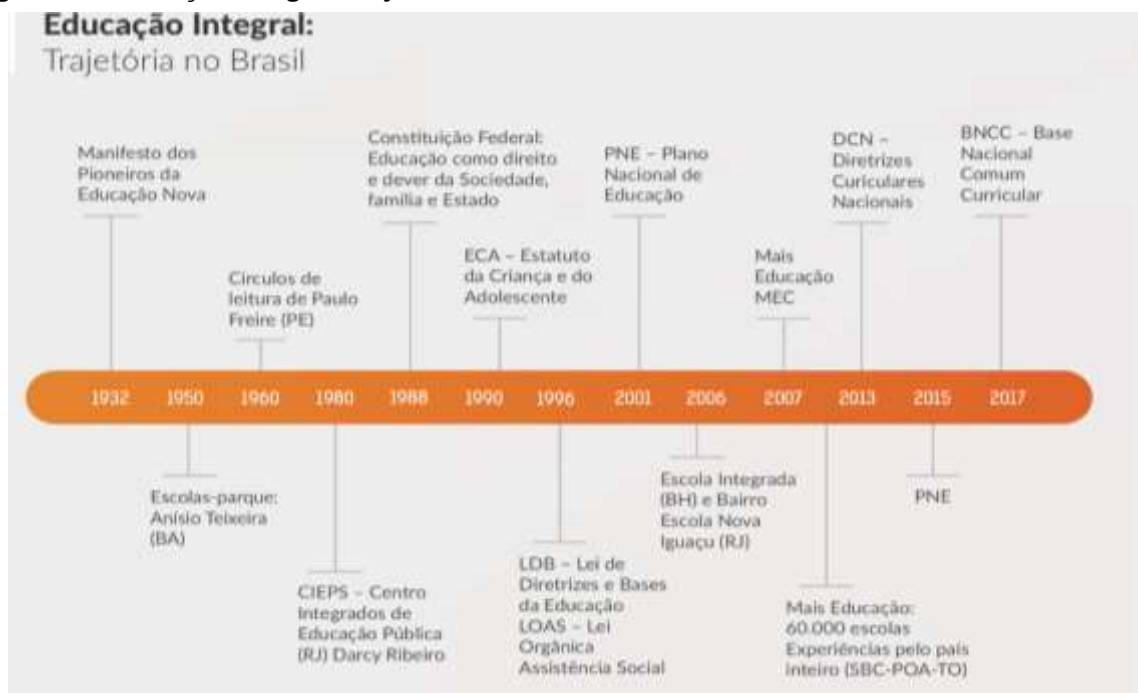 Educação Integral:
Trajetória no Brasil
Manifesto dos
Pioneiros da
Educação Nova
Círculos de
leitura de Paulo
Freire (PE)
Constituição Federal:
Educação como direito
e dever da Sociedade,
família e Estado
ECA – Estatuto
da Criança e do
Adolescente
PNE – Plano
Nacional de
Educação
Mais
Educação
MEC
DCN –
Diretrizes
Curiculares
Nacionais
BNCC – Base
Nacional
Comum
Curricular
1932 1950 1960 1980 1988 1990 1996 2001 2006 2007 2013 2015 2017
Escolas-parque:
Anísio Teixeira
(BA)
CIEPS – Centro
Integrados de
Educação Pública
(RJ) Darcy Ribeiro
LDB – Lei de
Diretrizes e Bases
da Educação
LOAS – Lei
Orgânica
Assistência Social
Escola Integrada
(BH) e Bairro
Escola Nova
Iguaçu (RJ)
Mais Educação:
60.000 escolas
Experiências pelo país
inteiro (SBC-POA-TO)
PNE